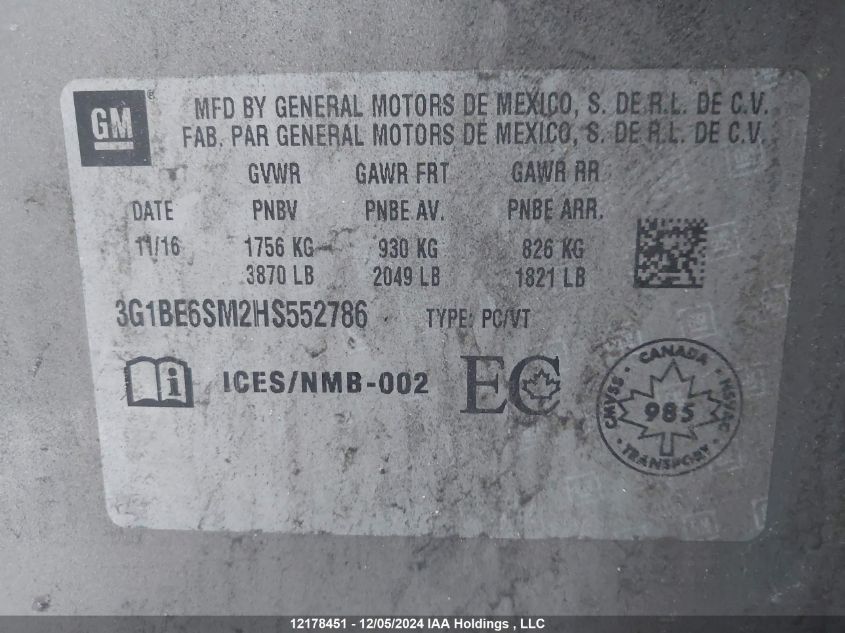 GM ®
MFD BY GENERAL MOTORS DE MEXICO, S. DE R.L. DE C.V.
FAB. PAR GENERAL MOTORS DE MEXICO, S. DE R.L. DE C.V.
GVWR GAWR FRT GAWR RR
DATE PNBV PNBE AV. PNBE ARR.
11/16 1756 KG 930 KG 826 KG
3870 LB 2049 LB 1821 LB
3G1BE6SM2HS552786 TYPE: PC/VT
i ICES/NMB-002 EC
CANADA
CMVSS 985 NSVAC
TRANSPORT
12178451 - 12/05/2024 IAA Holdings , LLC